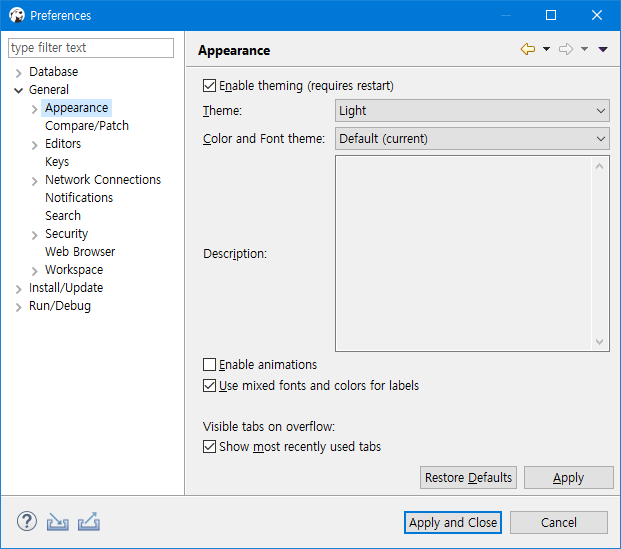 Preferences
type filter text
Appearance
Database
General
Appearance
Compare/Patch
Editors
Keys
Network Connections
Notifications
Search
Security
Web Browser
Workspace
Install/Update
Run/Debug
Enable theming (requires restart)
Theme: Light
Color and Font theme: Default (current)
Description:
Enable animations
Use mixed fonts and colors for labels
Visible tabs on overflow:
Show most recently used tabs
Restore Defaults Apply
? Apply and Close Cancel